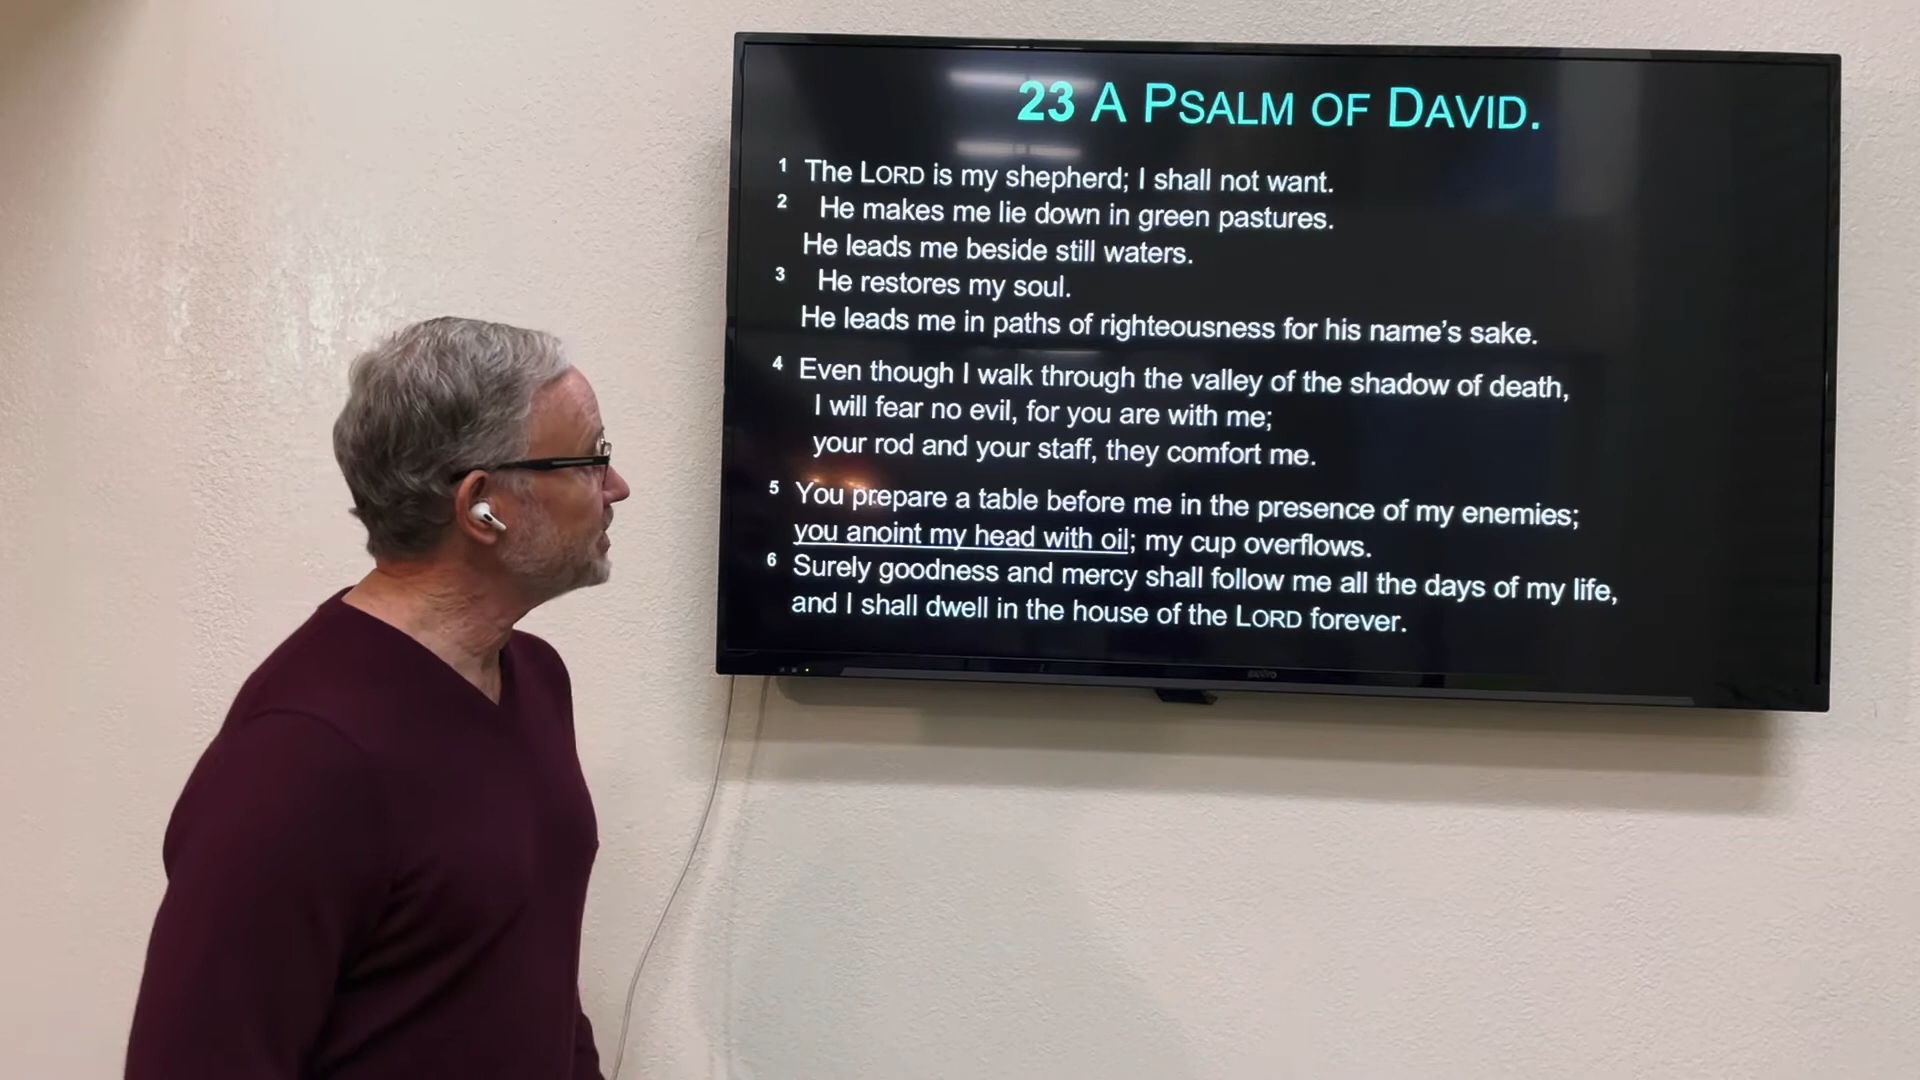 23 A PSALM OF DAVID.
1 The LORD is my shepherd; I shall not want.
2 He makes me lie down in green pastures.
He leads me beside still waters.
3 He restores my soul.
He leads me in paths of righteousness for his name’s sake.
4 Even though I walk through the valley of the shadow of death,
I will fear no evil, for you are with me;
your rod and your staff, they comfort me.
5 You prepare a table before me in the presence of my enemies;
you anoint my head with oil; my cup overflows.
6 Surely goodness and mercy shall follow me all the days of my life,
and I shall dwell in the house of the LORD forever.
SANYO